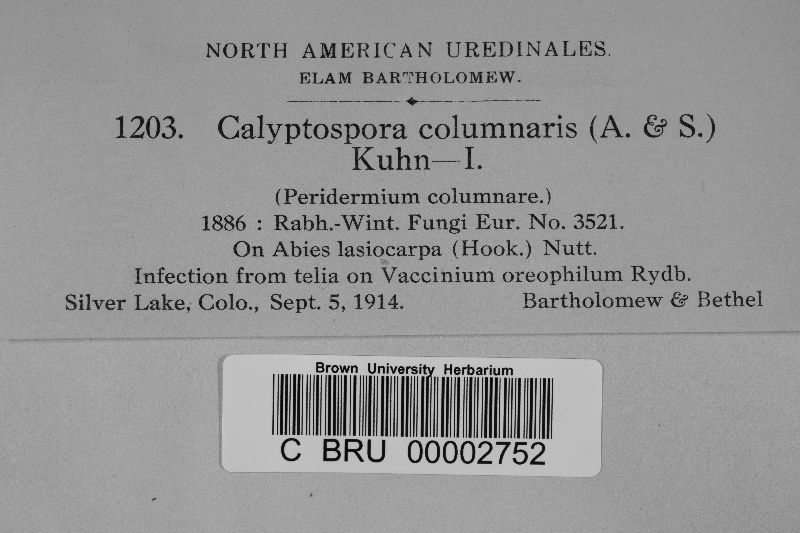 NORTH AMERICAN UREDINALES.
ELAM BARTHOLOMEW.
1203. Calyptospora columnaris (A. & S.)
Kuhn—I.
(Peridermium columnare.)
1886 : Rabh.-Wint. Fungi Eur. No. 3521.
On Abies lasiocarpa (Hook.) Nutt.
Infection from telia on Vaccinium oreophilum Rydb.
Silver Lake, Colo., Sept. 5, 1914. Bartholomew & Bethel
Brown University Herbarium
C BRU 00002752